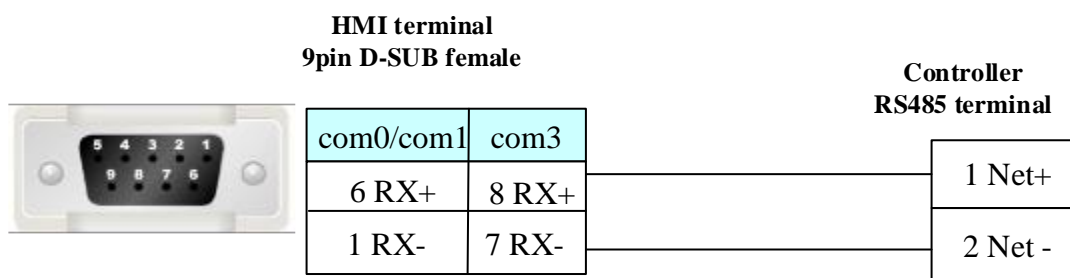 HMI terminal
9pin D-SUB female
Controller
RS485 terminal
5 4 3 2 1
9 8 7 6
com0/com1 com3
6 RX+ 8 RX+
1 RX- 7 RX-
1 Net+
2 Net -